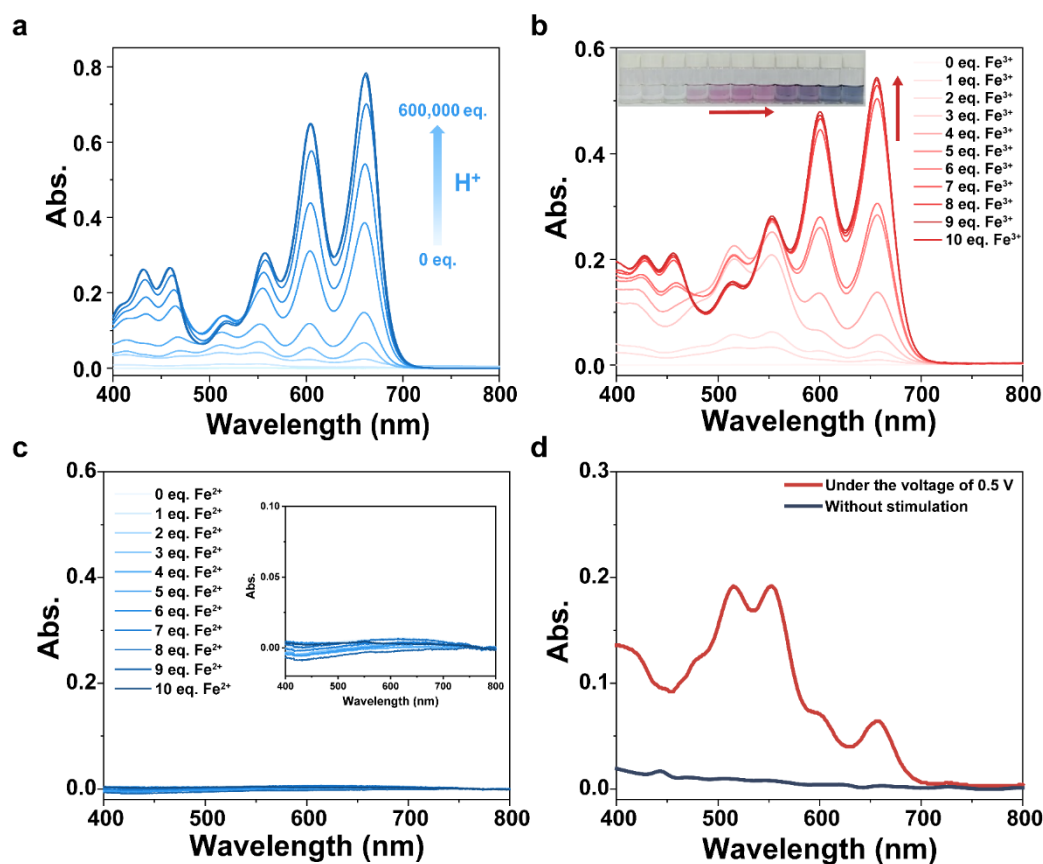 a
0.8
0.6
0.4
0.2
0.0
Abs.
600,000 eq.
H⁺
0 eq.
400 500 600 700 800
Wavelength (nm)
b
0.6
0.4
0.2
0.0
Abs.
0 eq. Fe³⁺
1 eq. Fe³⁺
2 eq. Fe³⁺
3 eq. Fe³⁺
4 eq. Fe³⁺
5 eq. Fe³⁺
6 eq. Fe³⁺
7 eq. Fe³⁺
8 eq. Fe³⁺
9 eq. Fe³⁺
10 eq. Fe³⁺
400 500 600 700 800
Wavelength (nm)
c
0.6
0.4
0.2
0.0
Abs.
0 eq. Fe²⁺
1 eq. Fe²⁺
2 eq. Fe²⁺
3 eq. Fe²⁺
4 eq. Fe²⁺
5 eq. Fe²⁺
6 eq. Fe²⁺
7 eq. Fe²⁺
8 eq. Fe²⁺
9 eq. Fe²⁺
10 eq. Fe²⁺
0.10
0.05
0.00
Abs.
400 500 600 700 800
Wavelength (nm)
400 500 600 700 800
Wavelength (nm)
d
0.3
0.2
0.1
0.0
Abs.
Under the voltage of 0.5 V
Without stimulation
400 500 600 700 800
Wavelength (nm)